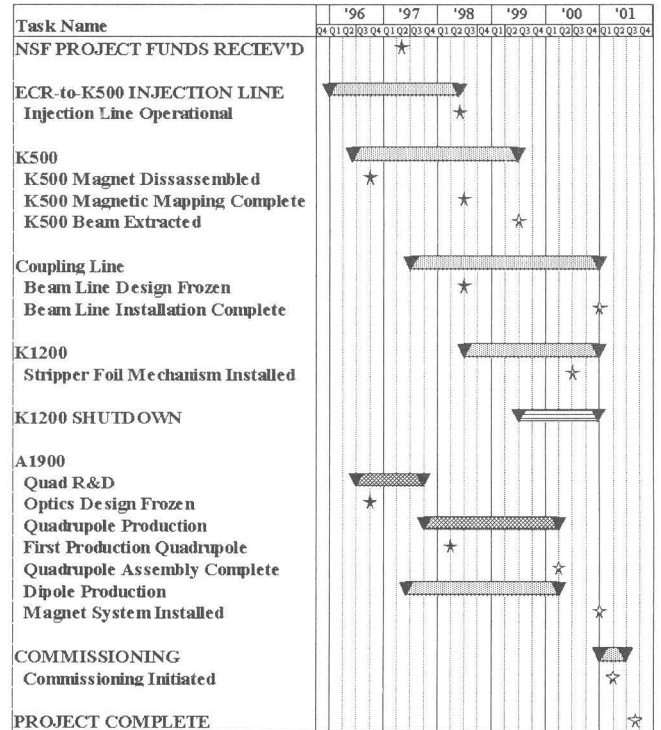 '96 '97 '98 '99 '00 '01
Task Name
Q4 Q1 Q2 Q3 Q4 Q1 Q2 Q3 Q4 Q1 Q2 Q3 Q4 Q1 Q2 Q3 Q4 Q1 Q2 Q3 Q4 Q1 Q2 Q3 Q4
NSF PROJECT FUNDS RECIEV'D
ECR-to-K500 INJECTION LINE
Injection Line Operational
K500
K500 Magnet Dissassembled
K500 Magnetic Mapping Complete
K500 Beam Extracted
Coupling Line
Beam Line Design Frozen
Beam Line Installation Complete
K1200
Stripper Foil Mechanism Installed
K1200 SHUTDOWN
A1900
Quad R&D
Optics Design Frozen
Quadrupole Production
First Production Quadrupole
Quadrupole Assembly Complete
Dipole Production
Magnet System Installed
COMMISSIONING
Commissioning Initiated
PROJECT COMPLETE